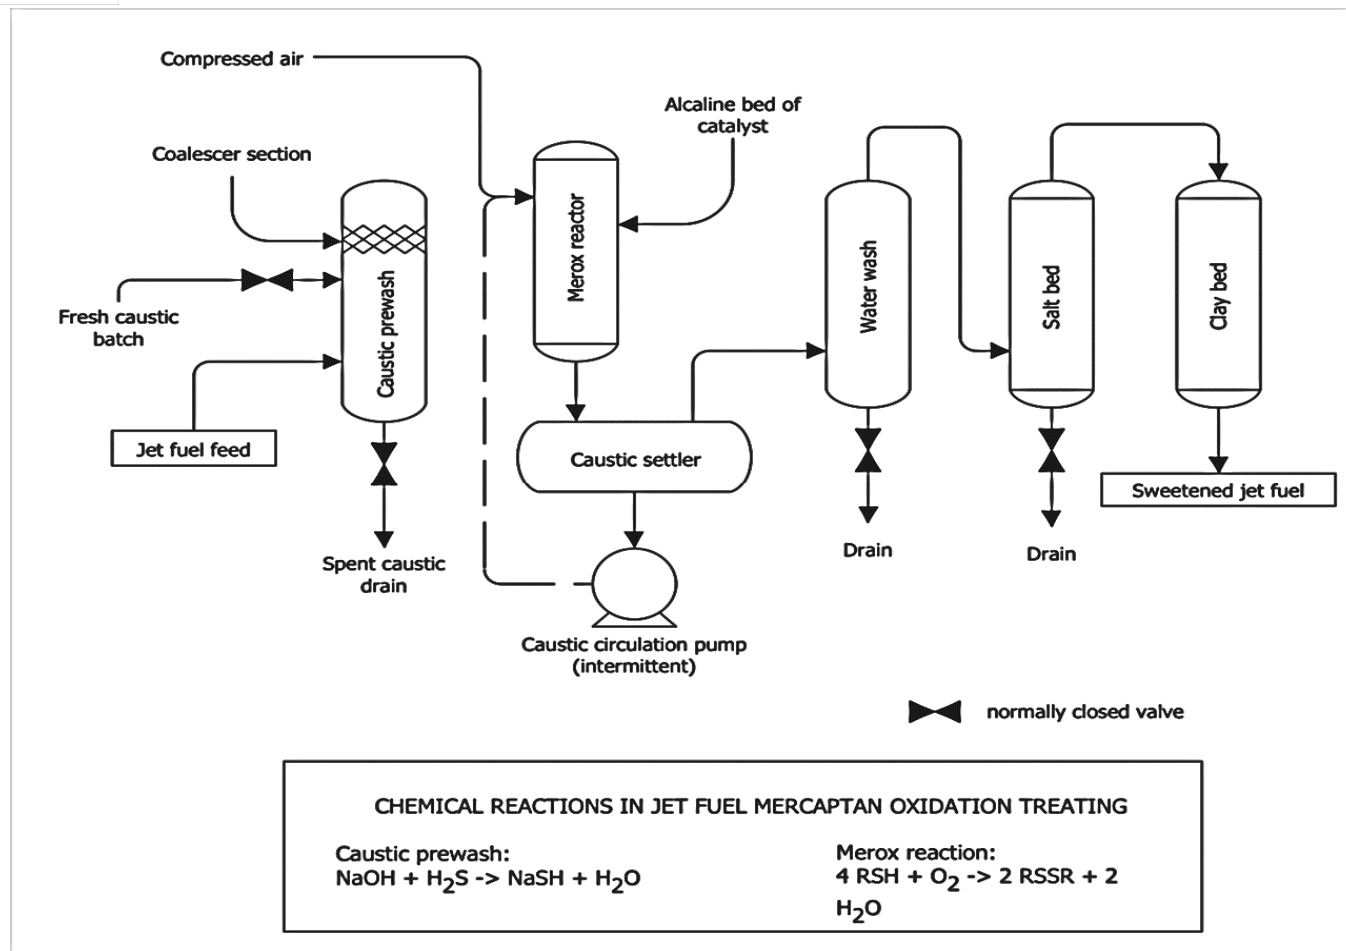 Compressed air
Alcaline bed of
catalyst
Coalescer section
Fresh caustic
batch
Jet fuel feed
Caustic prewash
Spent caustic
drain
Merox reactor
Caustic settler
Caustic circulation pump
(intermittent)
Water wash
Drain
Salt bed
Drain
Clay bed
Sweetened jet fuel
normally closed valve
CHEMICAL REACTIONS IN JET FUEL MERCAPTAN OXIDATION TREATING
Caustic prewash:
NaOH + H₂S -> NaSH + H₂O
Merox reaction:
4 RSH + O₂ -> 2 RSSR + 2
H₂O